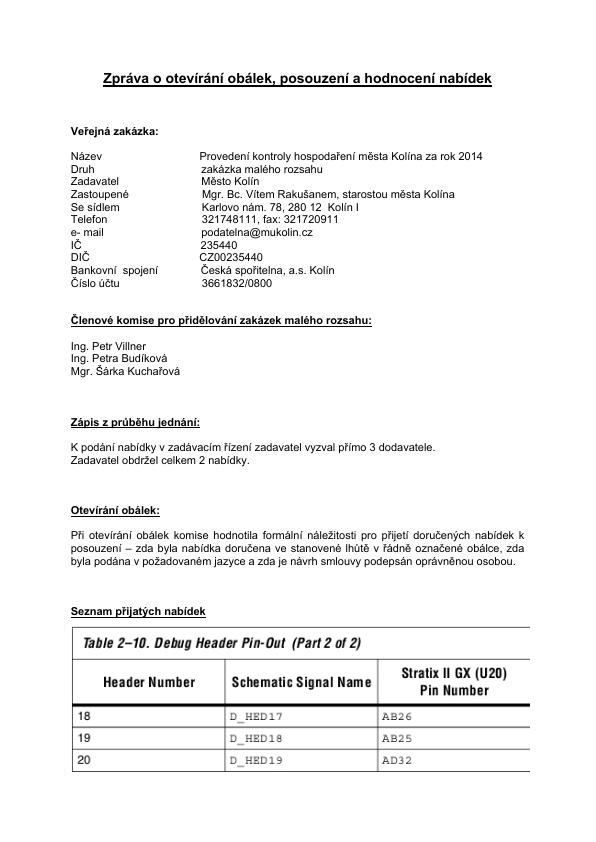 Zpráva o otevírání obálek, posouzení a hodnocení nabídek
Veřejná zakázka:
Název Provedení kontroly hospodaření města Kolína za rok 2014
Druh zakázka malého rozsahu
Zadavatel Město Kolín
Zastoupené Mgr. Bc. Vítem Rakušanem, starostou města Kolína
Se sídlem Karlovo nám. 78, 280 12 Kolín I
Telefon 321748111, fax: 321720911
e- mail podatelna@mukolin.cz
IČ 235440
DIČ CZ00235440
Bankovní spojení Česká spořitelna, a.s. Kolín
Číslo účtu 3661832/0800
Členové komise pro přidělování zakázek malého rozsahu:
Ing. Petr Villner
Ing. Petra Budíková
Mgr. Šárka Kuchařová
Zápis z průběhu jednání:
K podání nabídky v zadávacím řízení zadavatel vyzval přímo 3 dodavatele.
Zadavatel obdržel celkem 2 nabídky.
Otevírání obálek:
Při otevírání obálek komise hodnotila formální náležitosti pro přijetí doručených nabídek k
posouzení – zda byla nabídka doručena ve stanovené lhůtě v řádně označené obálce, zda
byla podána v požadovaném jazyce a zda je návrh smlouvy podepsán oprávněnou osobou.
Seznam přijatých nabídek
Table 2–10. Debug Header Pin-Out (Part 2 of 2)
Header Number Schematic Signal Name Stratix II GX (U20)
Pin Number
18 D_HED17 AB26
19 D_HED18 AB25
20 D_HED19 AD32